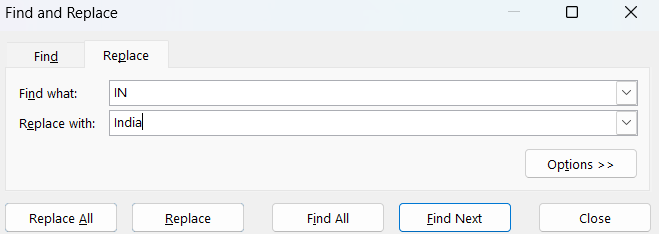 Find and Replace
Find
Replace
Find what:
IN
Replace with:
India
Options >>
Replace All
Replace
Find All
Find Next
Close